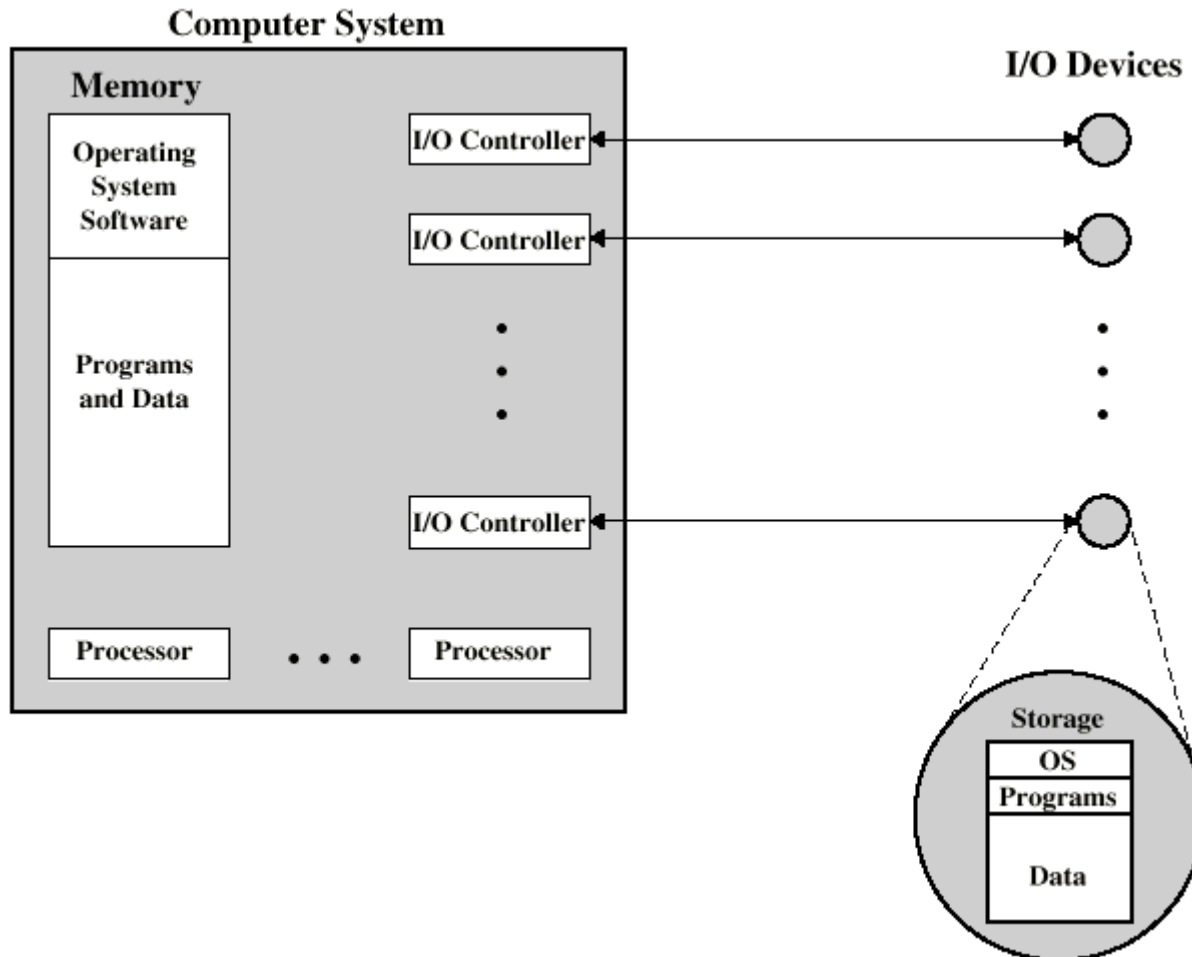 Computer System
I/O Devices
Memory
Operating
System
Software
Programs
and Data
I/O Controller
I/O Controller
I/O Controller
Processor
Processor
Storage
OS
Programs
Data